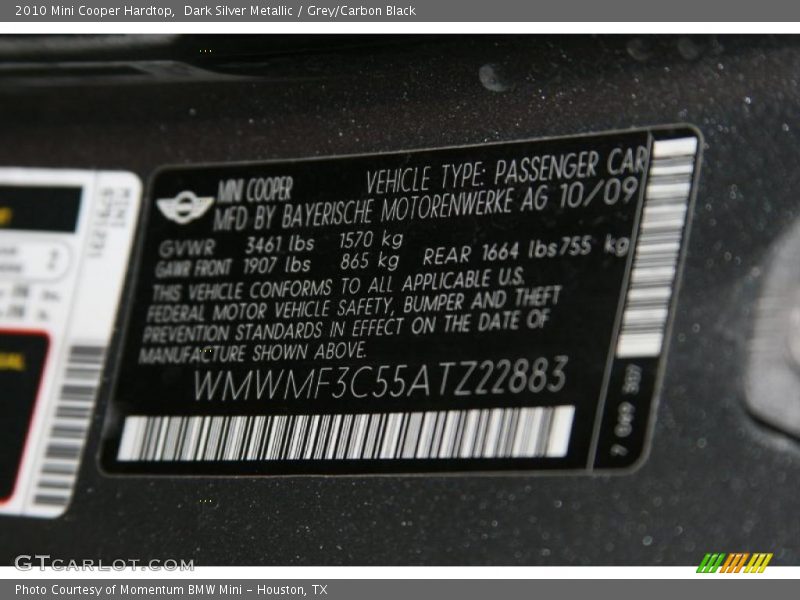 2010 Mini Cooper Hardtop,  Dark Silver Metallic / Grey/Carbon Black
MINI COOPER VEHICLE TYPE: PASSENGER CAR
MFD BY BAYERISCHE MOTORENWERKE AG 10/09
GVWR 3461 lbs 1570 kg
GAWR FRONT 1907 lbs 865 kg REAR 1664 lbs 755 kg
THIS VEHICLE CONFORMS TO ALL APPLICABLE U.S.
FEDERAL MOTOR VEHICLE SAFETY, BUMPER AND THEFT
PREVENTION STANDARDS IN EFFECT ON THE DATE OF
MANUFACTURE SHOWN ABOVE.
WMWMF3C55ATZ22883
GTCARLOT.COM
Photo Courtesy of Momentum BMW Mini - Houston, TX